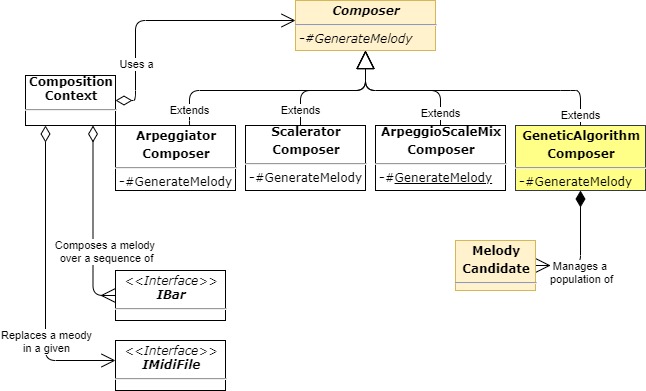 Composer
-#GenerateMelody
Uses a
Composition
Context
Extends
Extends
Extends
Extends
Arpeggiator
Composer
-#GenerateMelody
Scalerator
Composer
-#GenerateMelody
ArpeggioScaleMix
Composer
-#GenerateMelody
GeneticAlgorithm
Composer
-#GenerateMelody
Composes a melody
over a sequence of
Melody
Candidate
Manages a
population of
<<Interface>>
IBar
Replaces a meody
in a given
<<Interface>>
IMidiFile